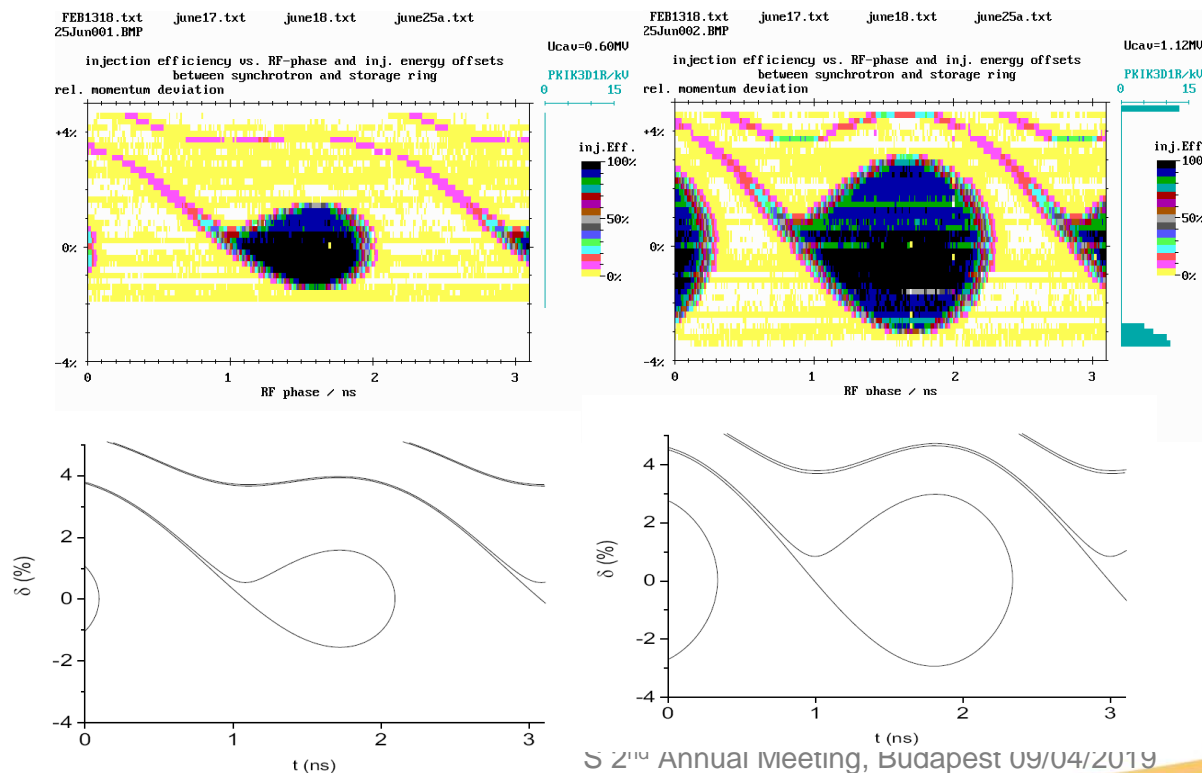 FEB1318.txt june17.txt june18.txt june25a.txt
25Jun001.BMP
Ucav=0.60MV
injection efficiency vs. RF-phase and inj. energy offsets
between synchrotron and storage ring
PKIK3D1R/kV
rel. momentum deviation
0 15
+4%
0%
-4%
inj.Eff.
100%
50%
0%
0 1 2 3
RF phase / ns
FEB1318.txt june17.txt june18.txt june25a.txt
25Jun002.BMP
Ucav=1.12MV
injection efficiency vs. RF-phase and inj. energy offsets
between synchrotron and storage ring
PKIK3D1R/kV
rel. momentum deviation
0 15
+4%
0%
-4%
inj.Eff.
100
50%
0%
0 1 2 3
RF phase / ns
4
2
0
-2
-4
δ (%)
0 1 2 3
t (ns)
4
2
0
-2
-4
δ (%)
0 1 2 3
t (ns)
S 2nd Annual Meeting, Budapest 09/04/2019